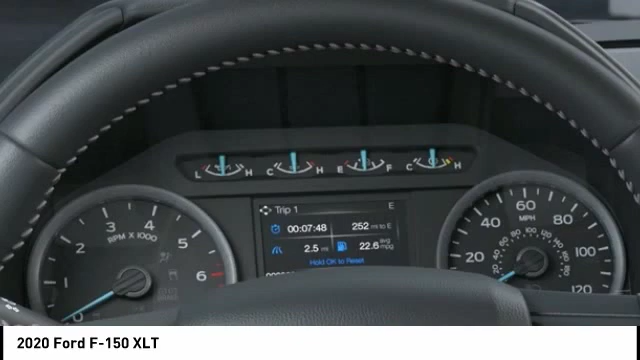 L H C H E F C H
Trip 1 E
00:07:48 252 mi to E
2.5 mi 22.6 avg mpg
Hold OK to Reset
0 1 2 3 4 5 6
RPM X 1000
0 20 40 60 80 100 120
MPH
2020 Ford F-150 XLT